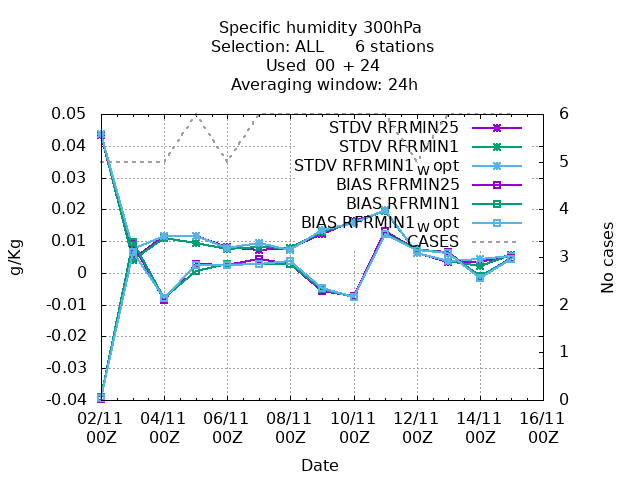 Specific humidity 300hPa
Selection: ALL 6 stations
Used 00 + 24
Averaging window: 24h
0.05
0.04
0.03
0.02
0.01
0
-0.01
-0.02
-0.03
-0.04
g/Kg
6
5
4
3
2
1
0
No cases
STDV RFRMIN25
STDV RFRMIN1
STDV RFRMIN1_w opt
BIAS RFRMIN25
BIAS RFRMIN1
BIAS RFRMIN1_w opt
CASES
02/11 04/11 06/11 08/11 10/11 12/11 14/11 16/11
00Z 00Z 00Z 00Z 00Z 00Z 00Z 00Z
Date